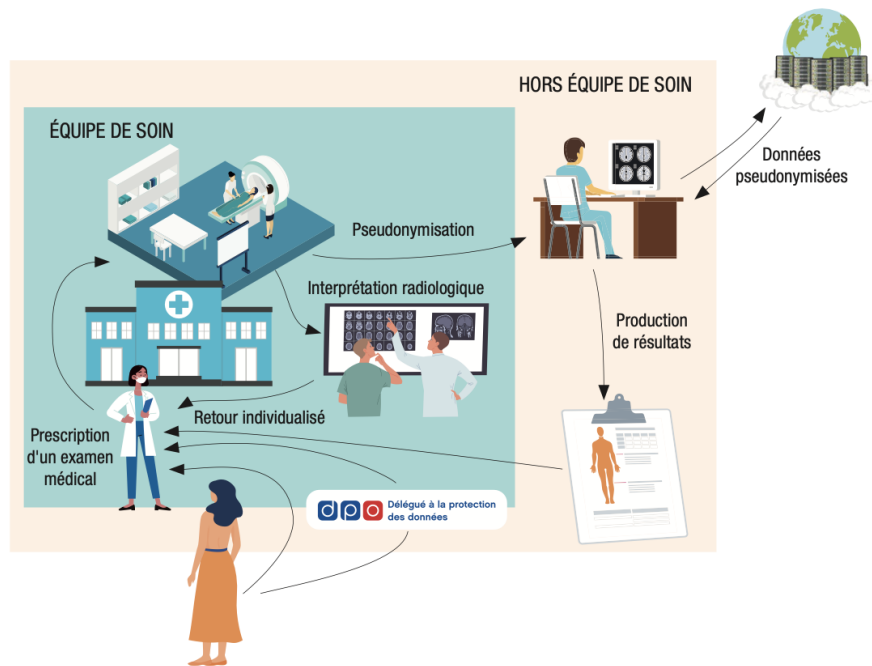 HORS ÉQUIPE DE SOIN
ÉQUIPE DE SOIN
Données
pseudonymisées
Pseudonymisation
Interprétation radiologique
Production
de résultats
Retour individualisé
Prescription
d'un examen
médical
dpo Délégué à la protection
des données